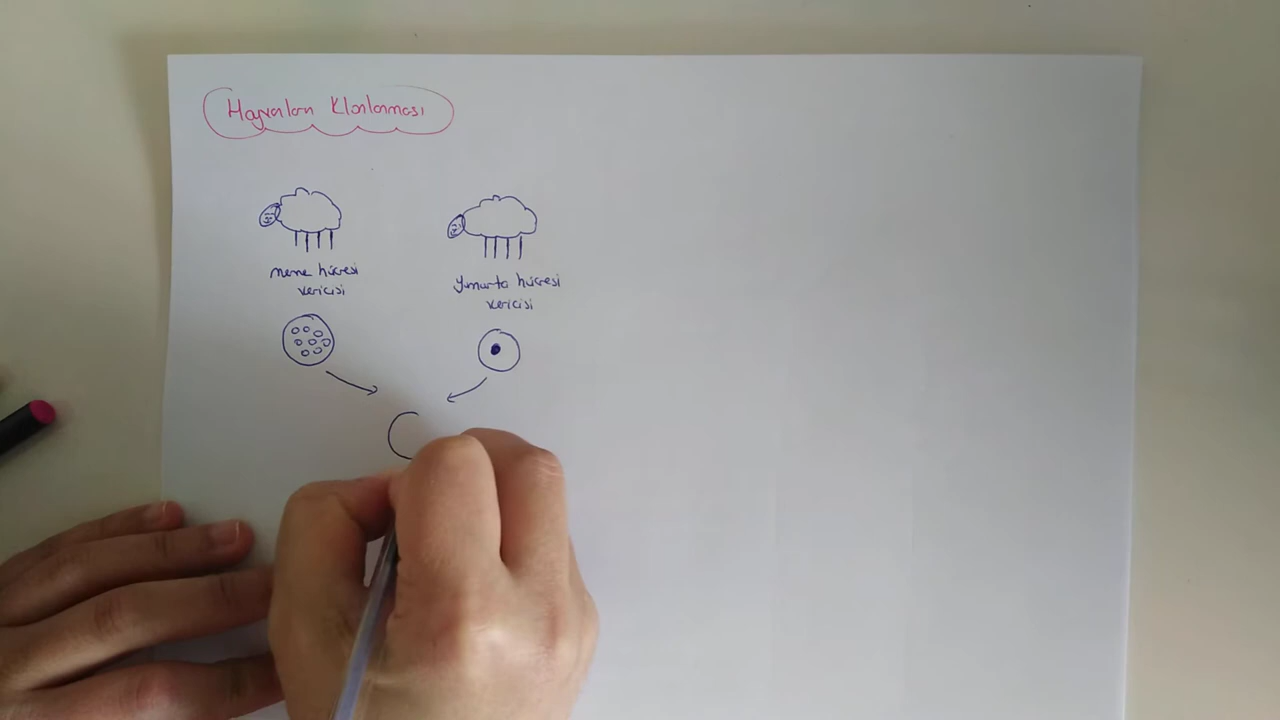 Hayvanların Klonlanması
meme hücresi
vericisi
yumurta hücresi
vericisi